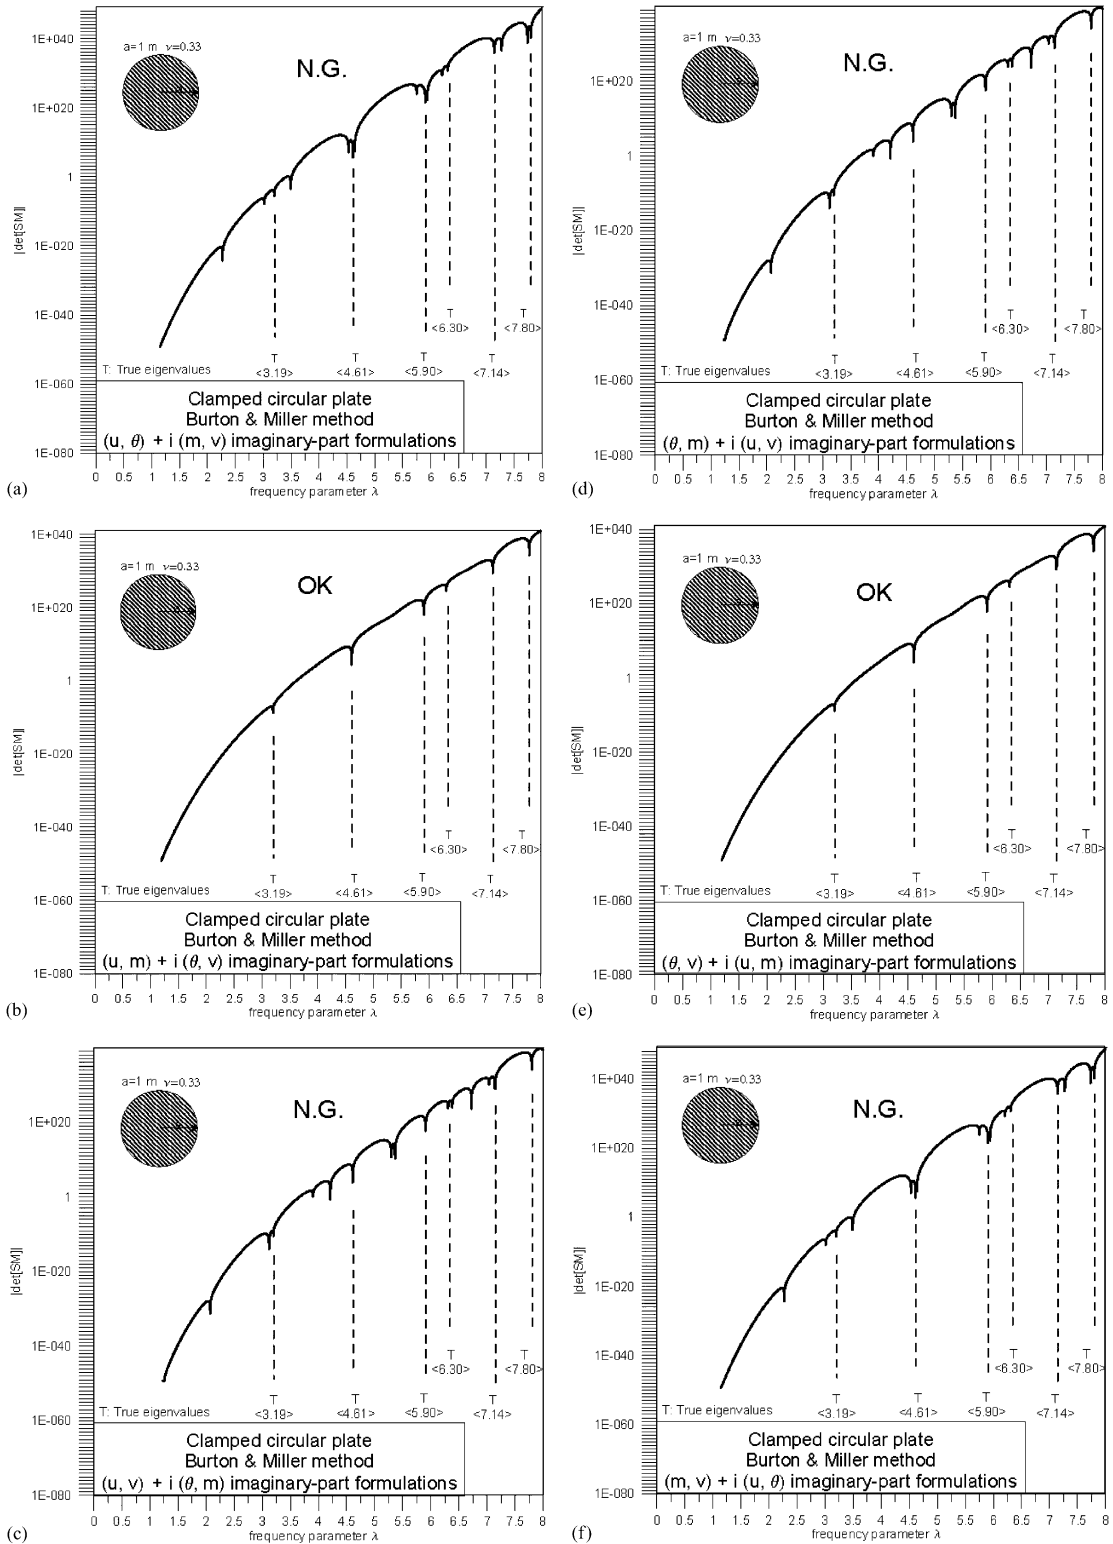 1E+040
1E+020
1
1E-020
1E-040
1E-060
1E-080
|det[SM]|
a=1 m ν=0.33
N.G.
T
<6.30>
T
<7.80>
T: True eigenvalues
T
<3.19>
T
<4.61>
T
<5.90>
T
<7.14>
Clamped circular plate
Burton & Miller method
(u, θ) + i (m, v) imaginary-part formulations
0 0.5 1 1.5 2 2.5 3 3.5 4 4.5 5 5.5 6 6.5 7 7.5 8
frequency parameter λ
(a)
1E+020
1
1E-020
1E-040
1E-060
1E-080
|det[SM]|
a=1 m ν=0.33
N.G.
T
<6.30>
T
<7.80>
T: True eigenvalues
T
<3.19>
T
<4.61>
T
<5.90>
T
<7.14>
Clamped circular plate
Burton & Miller method
(θ, m) + i (u, v) imaginary-part formulations
0 0.5 1 1.5 2 2.5 3 3.5 4 4.5 5 5.5 6 6.5 7 7.5 8
frequency parameter λ
(d)
1E+040
1E+020
1
1E-020
1E-040
1E-060
1E-080
|det[SM]|
a=1 m ν=0.33
OK
T
<6.30>
T
<7.80>
T: True eigenvalues
T
<3.19>
T
<4.61>
T
<5.90>
T
<7.14>
Clamped circular plate
Burton & Miller method
(u, m) + i (θ, v) imaginary-part formulations
0 0.5 1 1.5 2 2.5 3 3.5 4 4.5 5 5.5 6 6.5 7 7.5 8
frequency parameter λ
(b)
1E+040
1E+020
1
1E-020
1E-040
1E-060
1E-080
|det[SM]|
a=1 m ν=0.33
OK
T
<6.30>
T
<7.80>
T: True eigenvalues
T
<3.19>
T
<4.61>
T
<5.90>
T
<7.14>
Clamped circular plate
Burton & Miller method
(θ, v) + i (u, m) imaginary-part formulations
0 0.5 1 1.5 2 2.5 3 3.5 4 4.5 5 5.5 6 6.5 7 7.5 8
frequency parameter λ
(e)
1E+020
1
1E-020
1E-040
1E-060
1E-080
|det[SM]|
a=1 m ν=0.33
N.G.
T
<6.30>
T
<7.80>
T: True eigenvalues
T
<3.19>
T
<4.61>
T
<5.90>
T
<7.14>
Clamped circular plate
Burton & Miller method
(u, v) + i (θ, m) imaginary-part formulations
0 0.5 1 1.5 2 2.5 3 3.5 4 4.5 5 5.5 6 6.5 7 7.5 8
frequency parameter λ
(c)
1E+040
1E+020
1
1E-020
1E-040
1E-060
1E-080
|det[SM]|
a=1 m ν=0.33
N.G.
T
<6.30>
T
<7.80>
T: True eigenvalues
T
<3.19>
T
<4.61>
T
<5.90>
T
<7.14>
Clamped circular plate
Burton & Miller method
(m, v) + i (u, θ) imaginary-part formulations
0 0.5 1 1.5 2 2.5 3 3.5 4 4.5 5 5.5 6 6.5 7 7.5 8
frequency parameter λ
(f)